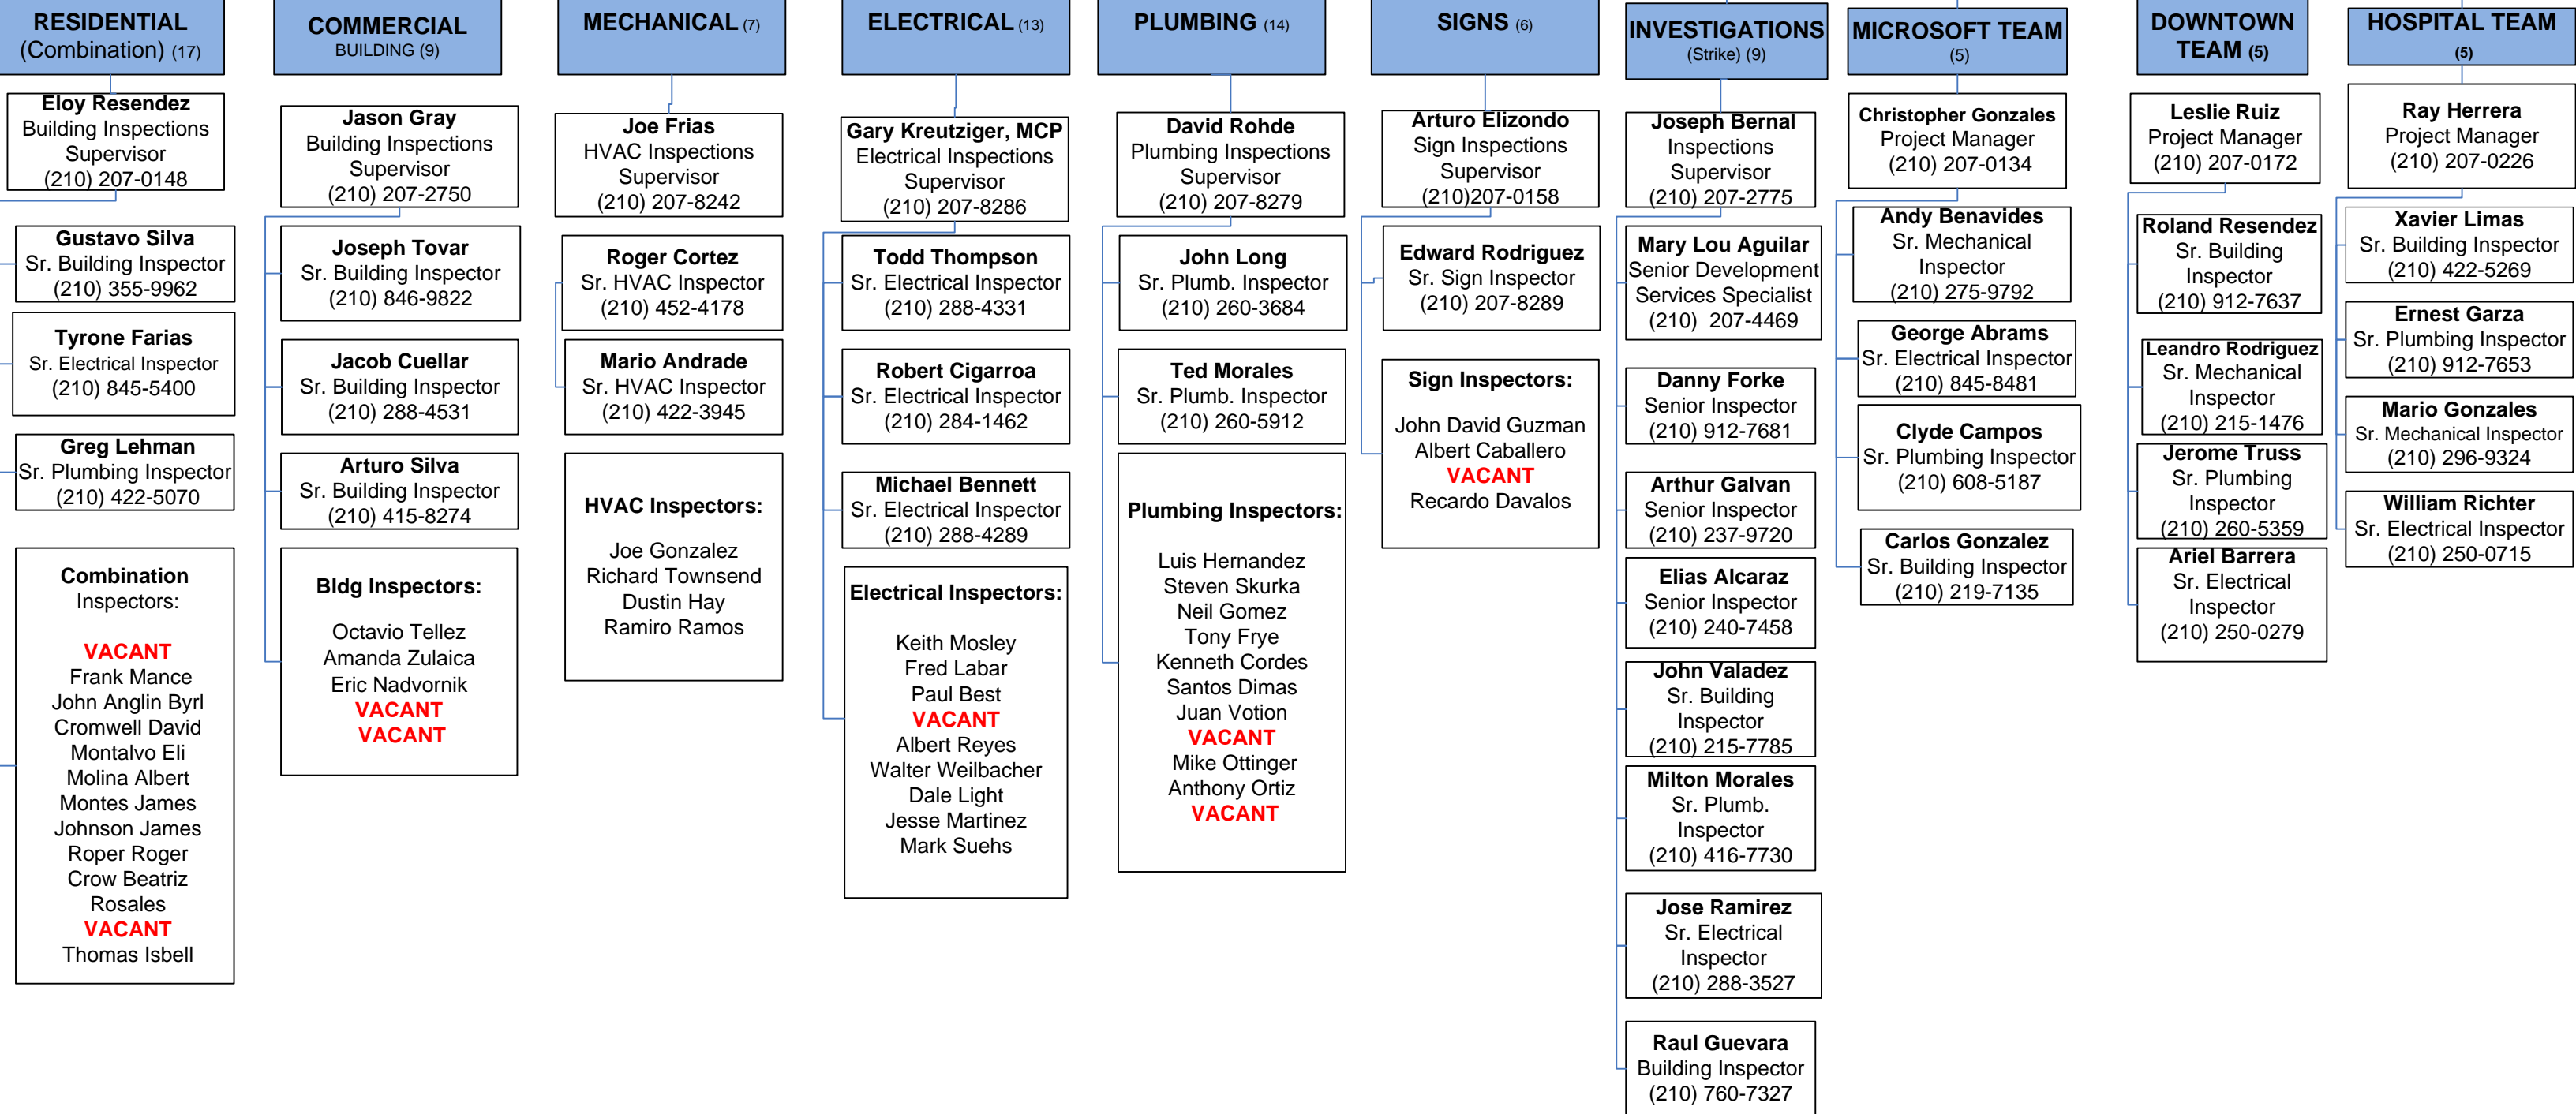 RESIDENTIAL
(Combination) (17)
Eloy Resendez
Building Inspections
Supervisor
(210) 207-0148
Gustavo Silva
Sr. Building Inspector
(210) 355-9962
Tyrone Farias
Sr. Electrical Inspector
(210) 845-5400
Greg Lehman
Sr. Plumbing Inspector
(210) 422-5070
Combination
Inspectors:
VACANT
Frank Mance
John Anglin Byrl
Cromwell David
Montalvo Eli
Molina Albert
Montes James
Johnson James
Roper Roger
Crow Beatriz
Rosales
VACANT
Thomas Isbell
COMMERCIAL
BUILDING (9)
Jason Gray
Building Inspections
Supervisor
(210) 207-2750
Joseph Tovar
Sr. Building Inspector
(210) 846-9822
Jacob Cuellar
Sr. Building Inspector
(210) 288-4531
Arturo Silva
Sr. Building Inspector
(210) 415-8274
Bldg Inspectors:
Octavio Tellez
Amanda Zulaica
Eric Nadvornik
VACANT
VACANT
MECHANICAL (7)
Joe Frias
HVAC Inspections
Supervisor
(210) 207-8242
Roger Cortez
Sr. HVAC Inspector
(210) 452-4178
Mario Andrade
Sr. HVAC Inspector
(210) 422-3945
HVAC Inspectors:
Joe Gonzalez
Richard Townsend
Dustin Hay
Ramiro Ramos
ELECTRICAL (13)
Gary Kreutziger, MCP
Electrical Inspections
Supervisor
(210) 207-8286
Todd Thompson
Sr. Electrical Inspector
(210) 288-4331
Robert Cigarroa
Sr. Electrical Inspector
(210) 284-1462
Michael Bennett
Sr. Electrical Inspector
(210) 288-4289
Electrical Inspectors:
Keith Mosley
Fred Labar
Paul Best
VACANT
Albert Reyes
Walter Weilbacher
Dale Light
Jesse Martinez
Mark Suehs
PLUMBING (14)
David Rohde
Plumbing Inspections
Supervisor
(210) 207-8279
John Long
Sr. Plumb. Inspector
(210) 260-3684
Ted Morales
Sr. Plumb. Inspector
(210) 260-5912
Plumbing Inspectors:
Luis Hernandez
Steven Skurka
Neil Gomez
Tony Frye
Kenneth Cordes
Santos Dimas
Juan Votion
VACANT
Mike Ottinger
Anthony Ortiz
VACANT
SIGNS (6)
Arturo Elizondo
Sign Inspections
Supervisor
(210)207-0158
Edward Rodriguez
Sr. Sign Inspector
(210) 207-8289
Sign Inspectors:
John David Guzman
Albert Caballero
VACANT
Recardo Davalos
INVESTIGATIONS
(Strike) (9)
Joseph Bernal
Inspections
Supervisor
(210) 207-2775
Mary Lou Aguilar
Senior Development
Services Specialist
(210) 207-4469
Danny Forke
Senior Inspector
(210) 912-7681
Arthur Galvan
Senior Inspector
(210) 237-9720
Elias Alcaraz
Senior Inspector
(210) 240-7458
John Valadez
Sr. Building
Inspector
(210) 215-7785
Milton Morales
Sr. Plumb.
Inspector
(210) 416-7730
Jose Ramirez
Sr. Electrical
Inspector
(210) 288-3527
Raul Guevara
Building Inspector
(210) 760-7327
MICROSOFT TEAM
(5)
Christopher Gonzales
Project Manager
(210) 207-0134
Andy Benavides
Sr. Mechanical
Inspector
(210) 275-9792
George Abrams
Sr. Electrical Inspector
(210) 845-8481
Clyde Campos
Sr. Plumbing Inspector
(210) 608-5187
Carlos Gonzalez
Sr. Building Inspector
(210) 219-7135
DOWNTOWN
TEAM (5)
Leslie Ruiz
Project Manager
(210) 207-0172
Roland Resendez
Sr. Building
Inspector
(210) 912-7637
Leandro Rodriguez
Sr. Mechanical
Inspector
(210) 215-1476
Jerome Truss
Sr. Plumbing
Inspector
(210) 260-5359
Ariel Barrera
Sr. Electrical
Inspector
(210) 250-0279
HOSPITAL TEAM
(5)
Ray Herrera
Project Manager
(210) 207-0226
Xavier Limas
Sr. Building Inspector
(210) 422-5269
Ernest Garza
Sr. Plumbing Inspector
(210) 912-7653
Mario Gonzales
Sr. Mechanical Inspector
(210) 296-9324
William Richter
Sr. Electrical Inspector
(210) 250-0715